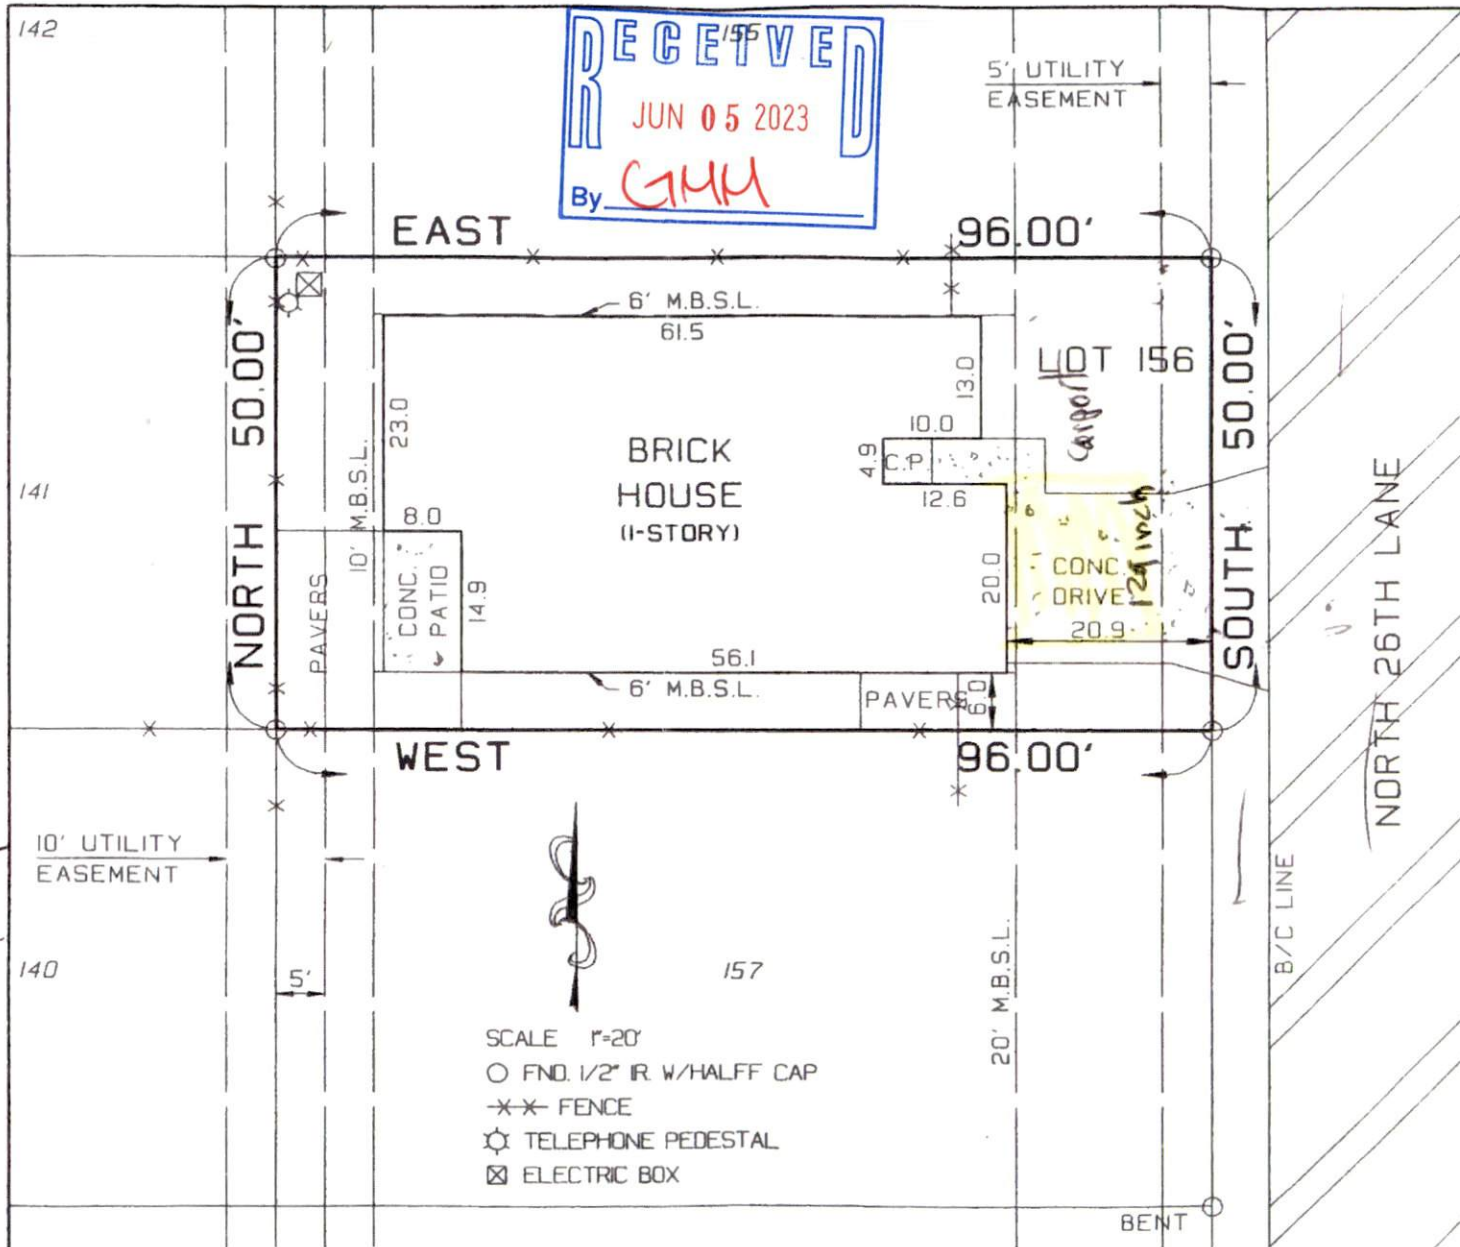 142
155
RECEIVED
JUN 05 2023
By GMM
5' UTILITY
EASEMENT
EAST
96.00'
6' M.B.S.L.
61.5
NORTH 50.00'
23.0
13.0
LOT 156
Carport
SOUTH 50.00'
141
10' M.B.S.L.
BRICK
HOUSE
(1-STORY)
10.0
4.9
C.P.
12.6
8.0
PAVERS
CONC.
PATIO
14.9
20.0
CONC.
DRIVE
129 inch
20.9
NORTH 26TH LANE
56.1
6' M.B.S.L.
PAVERS
6.0
WEST
96.00'
10' UTILITY
EASEMENT
B/C LINE
140
5'
157
20' M.B.S.L.
SCALE 1"=20'
FND. 1/2" IR. W/HALFF CAP
FENCE
TELEPHONE PEDESTAL
ELECTRIC BOX
BENT